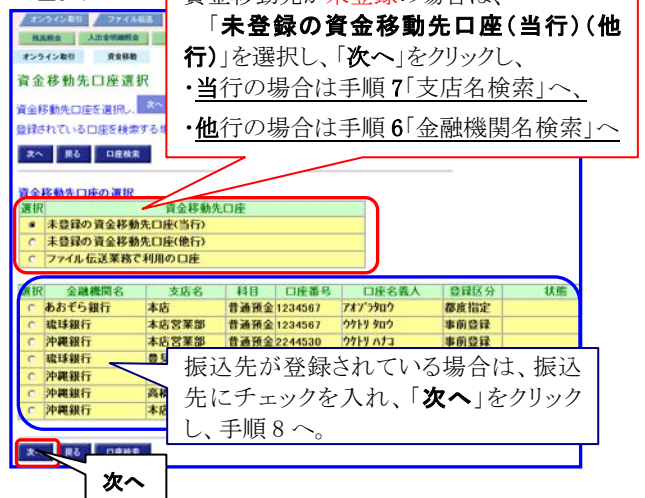 資金移動先が未登録の場合は、
「未登録の資金移動先口座(当行)(他
行)」を選択し、「次へ」をクリックし、
・当行の場合は手順7「支店名検索」へ、
・他行の場合は手順6「金融機関名検索」へ
オンライン取引 ファイル伝送
残高照会 入出金明細照会
オンライン取引 資金移動
資金移動先口座選択
資金移動先口座を選択し、 次へ
登録されている口座を検索する場
次へ 戻る 口座検索
資金移動先口座の選択
選択 資金移動先口座
未登録の資金移動先口座(当行)
未登録の資金移動先口座(他行)
ファイル伝送業務で利用の口座
選択 金融機関名 支店名 科目 口座番号 口座名義人 登録区分 状態
あおぞら銀行 本店 普通預金 1234567 アオゾラタロウ 都度指定
琉球銀行 本店営業部 普通預金 1234567 ウケトリ タロウ 事前登録
沖縄銀行 本店営業部 普通預金 2244530 ウケトリ ハナコ 事前登録
琉球銀行
沖縄銀行
沖縄銀行
沖縄銀行 本店
振込先が登録されている場合は、振込
先にチェックを入れ、「次へ」をクリック
し、手順8へ。
次へ 戻る 口座検索
次へ